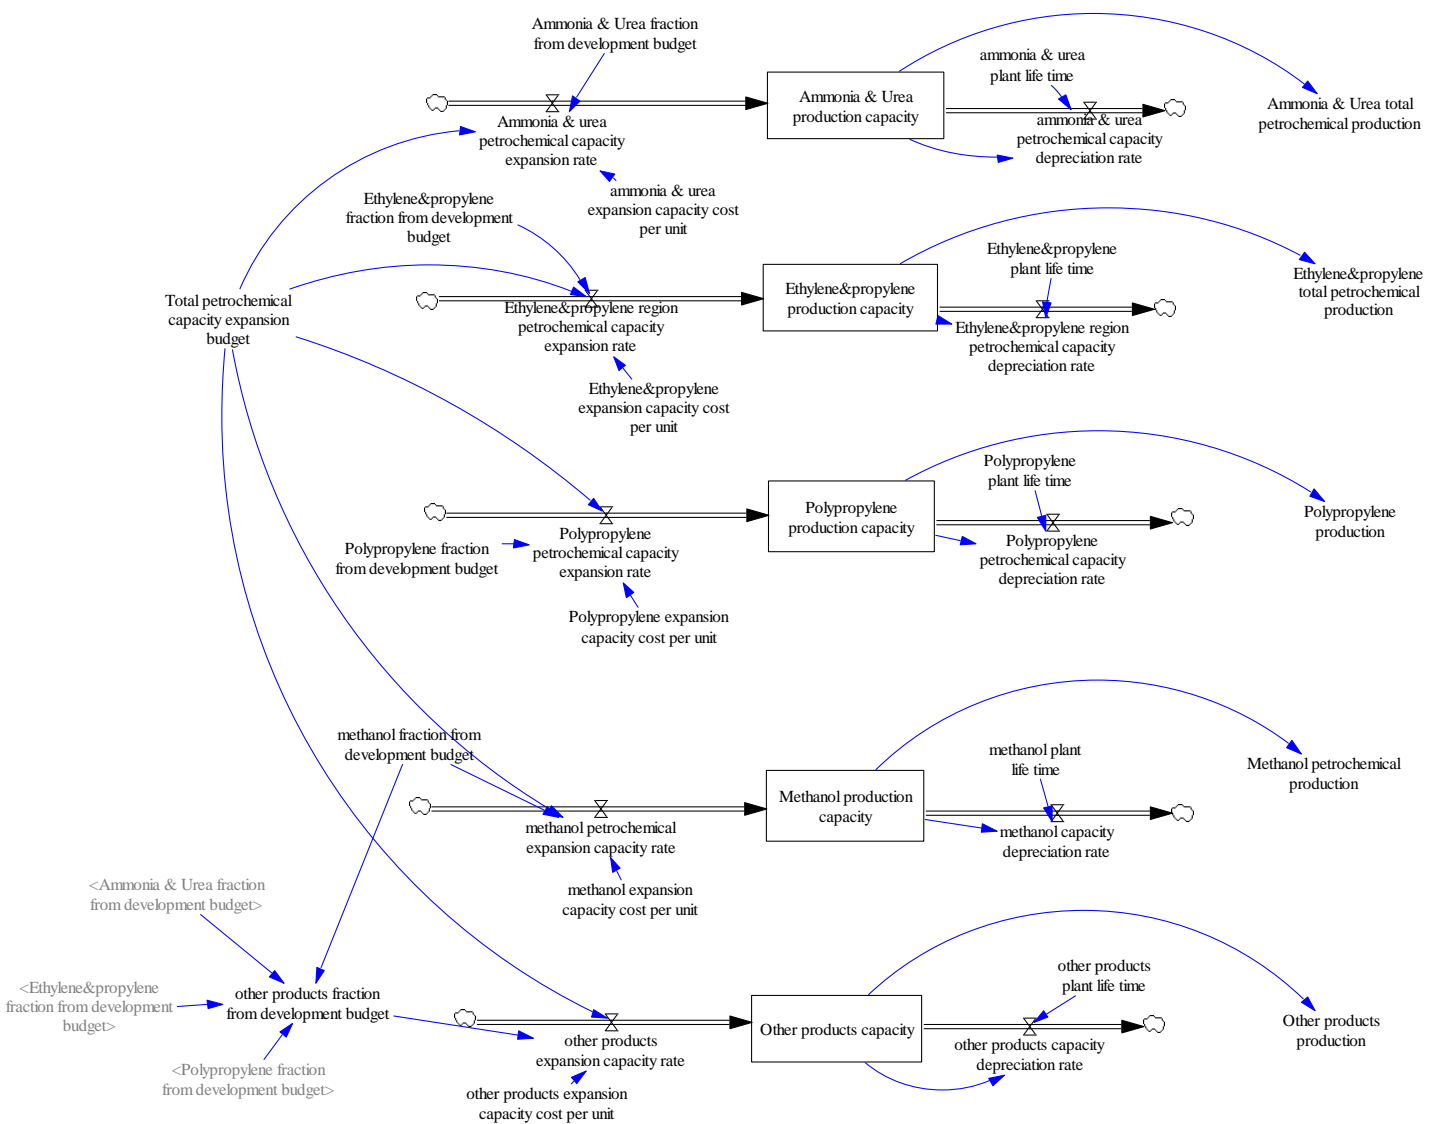 Ammonia & Urea fraction
from development budget
ammonia & urea
plant life time
Ammonia & Urea
production capacity
Ammonia & Urea total
petrochemical production
Ammonia & urea
petrochemical capacity
expansion rate
ammonia & urea
petrochemical capacity
depreciation rate
ammonia & urea
expansion capacity cost
per unit
Ethylene&propylene
fraction from development
budget
Total petrochemical
capacity expansion
budget
Ethylene&propylene
plant life time
Ethylene&propylene
production capacity
Ethylene&propylene
total petrochemical
production
Ethylene&propylene region
petrochemical capacity
expansion rate
Ethylene&propylene region
petrochemical capacity
depreciation rate
Ethylene&propylene
expansion capacity cost
per unit
Polypropylene
plant life time
Polypropylene
production capacity
Polypropylene
production
Polypropylene fraction
from development budget
Polypropylene
petrochemical capacity
expansion rate
Polypropylene
petrochemical capacity
depreciation rate
Polypropylene expansion
capacity cost per unit
methanol fraction from
development budget
methanol plant
life time
Methanol production
capacity
Methanol petrochemical
production
methanol petrochemical
expansion capacity rate
methanol capacity
depreciation rate
methanol expansion
capacity cost per unit
<Ammonia & Urea fraction
from development budget>
<Ethylene&propylene
fraction from development
budget>
other products fraction
from development budget
<Polypropylene fraction
from development budget>
other products
plant life time
Other products capacity
Other products
production
other products
expansion capacity rate
other products capacity
depreciation rate
other products expansion
capacity cost per unit